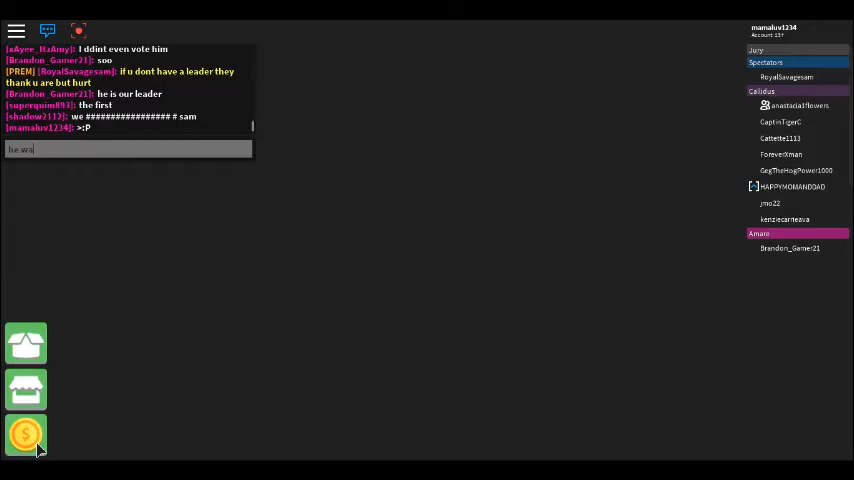 [xAyee_ItzAmy]: I ddint even vote him
[Brandon_Gamer21]: soo
[PREM] [RoyalSavagesam]: if u dont have a leader they
thank u are but hurt
[Brandon_Gamer21]: he is our leader
[superquim893]: the first
[shadow2112]: we ################# # sam
[mamaluv1234]: >:P
he wa
mamaluv1234
Account: 13+
Jury
Spectators
RoyalSavagesam
Callidus
anastacia1flowers
CaptinTigerC
Cattette1113
ForeverXman
GegTheHogPower1000
HAPPYMOMANDDAD
jmo22
kenziecarrieava
Amare
Brandon_Gamer21